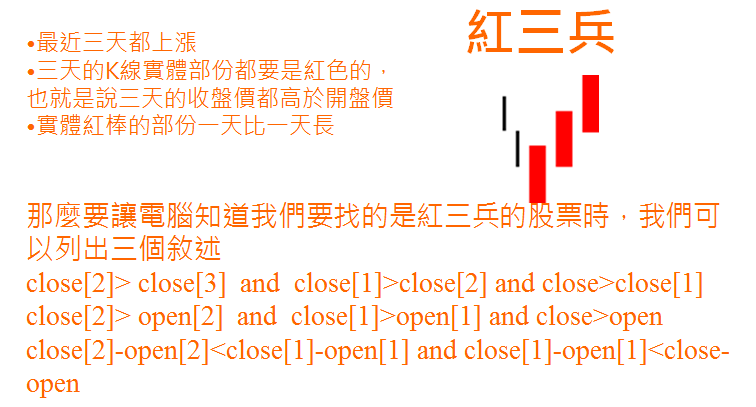 紅三兵
•最近三天都上漲
•三天的K線實體部份都要是紅色的，
也就是說三天的收盤價都高於開盤價
•實體紅棒的部份一天比一天長
那麼要讓電腦知道我們要找的是紅三兵的股票時，我們可
以列出三個敘述
close[2]> close[3]  and  close[1]>close[2] and close>close[1]
close[2]> open[2]  and  close[1]>open[1] and close>open
close[2]-open[2]<close[1]-open[1] and close[1]-open[1]<close-
open